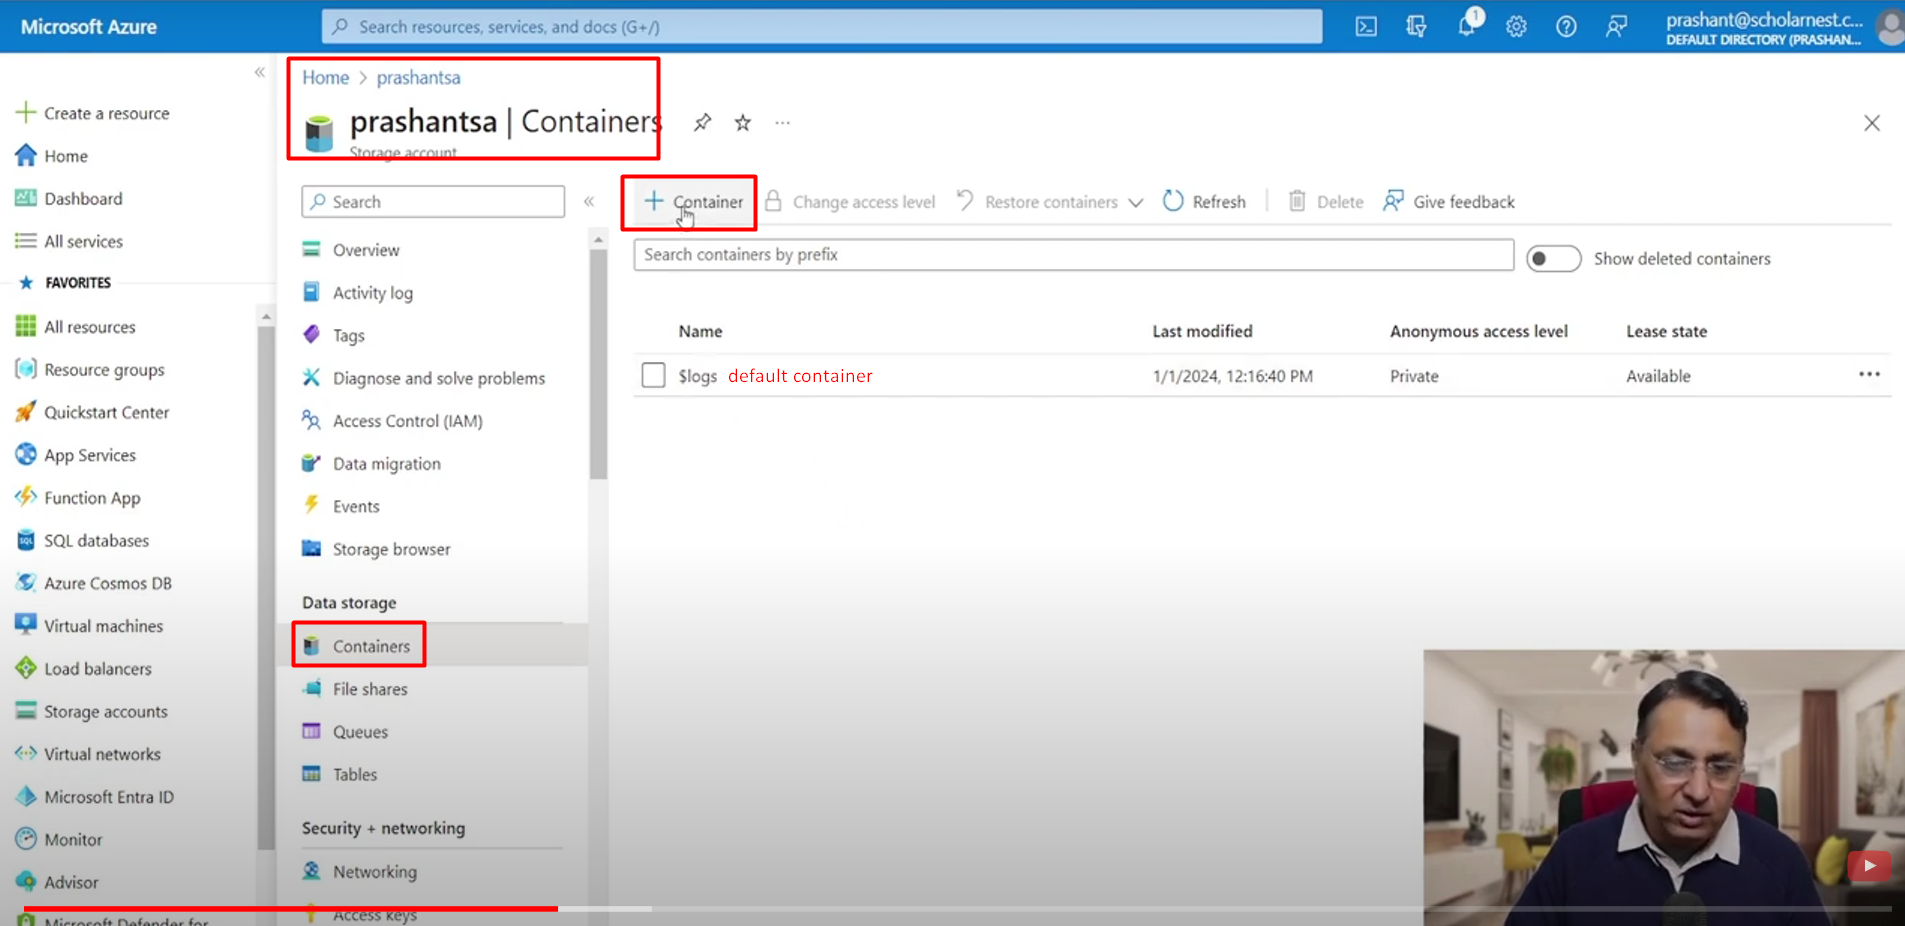 Microsoft Azure
Search resources, services, and docs (G+/)
1
prashant@scholarnest.c...
DEFAULT DIRECTORY (PRASHAN...
Create a resource
Home
Dashboard
All services
FAVORITES
All resources
Resource groups
Quickstart Center
App Services
Function App
SQL databases
Azure Cosmos DB
Virtual machines
Load balancers
Storage accounts
Virtual networks
Microsoft Entra ID
Monitor
Advisor
Microsoft Defender for
Home > prashantsa
prashantsa | Containers
Storage account
Search
Overview
Activity log
Tags
Diagnose and solve problems
Access Control (IAM)
Data migration
Events
Storage browser
Data storage
Containers
File shares
Queues
Tables
Security + networking
Networking
Access keys
Container Change access level Restore containers Refresh Delete Give feedback
Search containers by prefix
Show deleted containers
Name Last modified Anonymous access level Lease state
$logs default container 1/1/2024, 12:16:40 PM Private Available